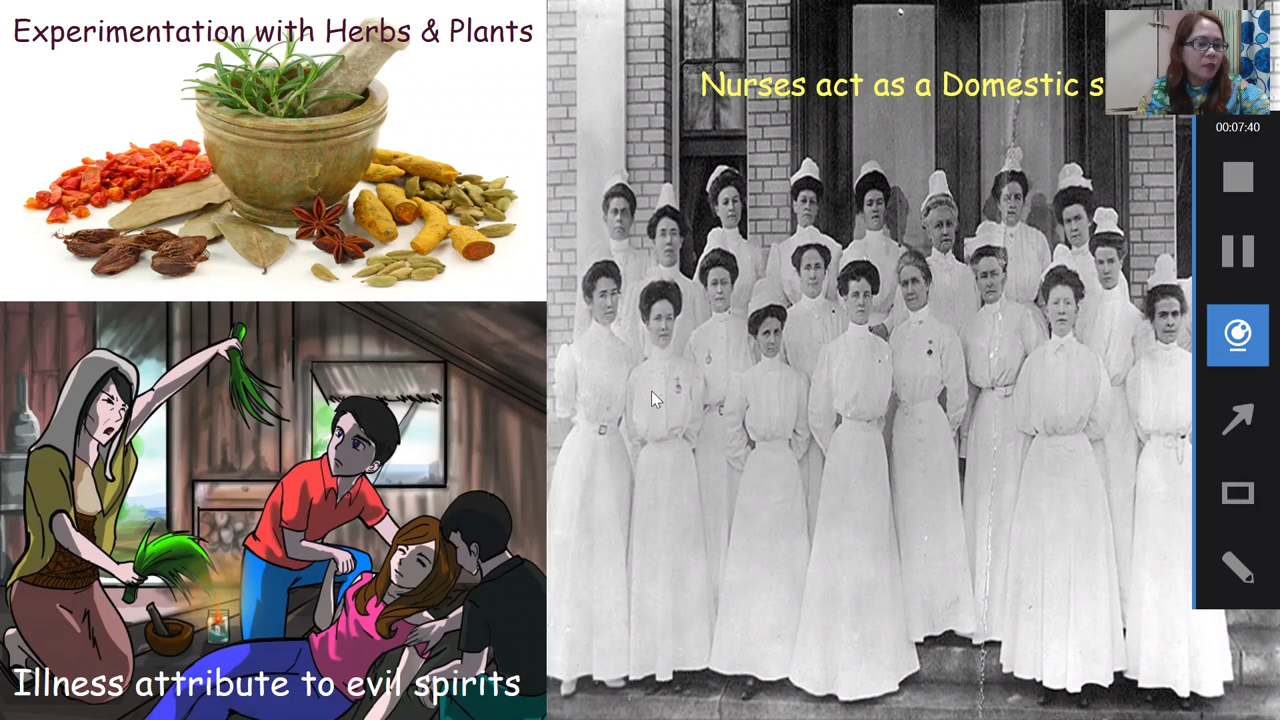 Experimentation with Herbs & Plants
Nurses act as a Domestic s
00:07:40
Illness attribute to evil spirits